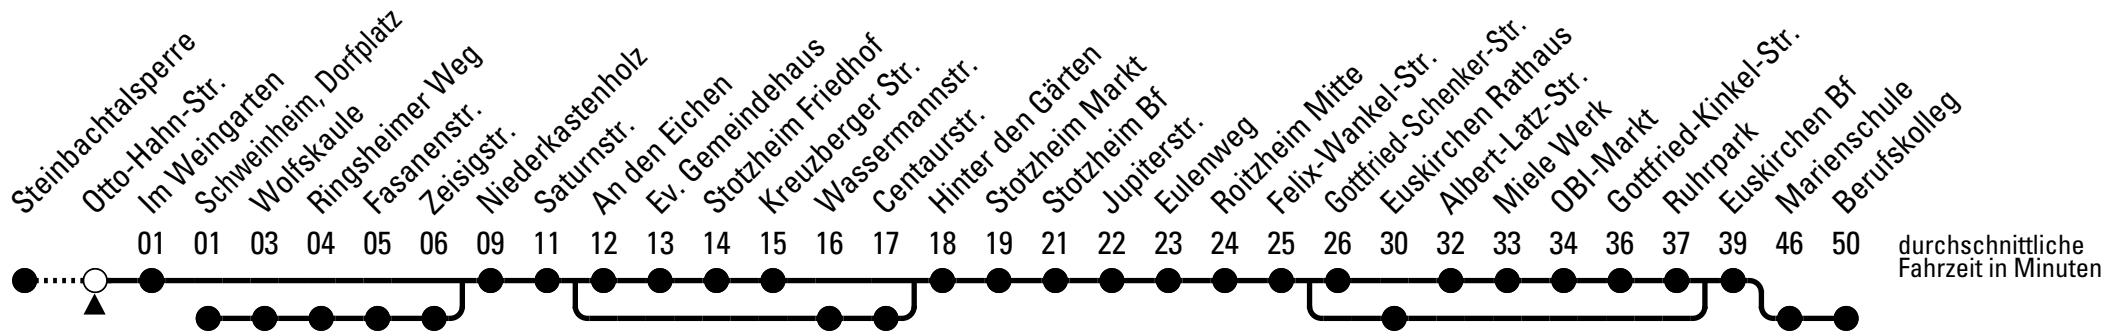 Steinbachtalsperre
Otto-Hahn-Str.
Im Weingarten
Schweinheim, Dorfplatz
Wolfskaule
Ringsheimer Weg
Fasanenstr.
Zeisigstr.
Niederkastenholz
Saturnstr.
An den Eichen
Ev. Gemeindehaus
Stotzheim Friedhof
Kreuzberger Str.
Wassermannstr.
Centaurstr.
Hinter den Gärten
Stotzheim Markt
Stotzheim Bf
Jupiterstr.
Eulenweg
Roitzheim Mitte
Felix-Wankel-Str.
Gottfried-Schenker-Str.
Euskirchen Rathaus
Albert-Latz-Str.
Miele Werk
OBI-Markt
Gottfried-Kinkel-Str.
Ruhrpark
Euskirchen Bf
Marienschule
Berufskolleg
01 01 03 04 05 06 09 11 12 13 14 15 16 17 18 19 21 22 23 24 25 26 30 32 33 34 36 37 39 46 50
durchschnittliche
Fahrzeit in Minuten